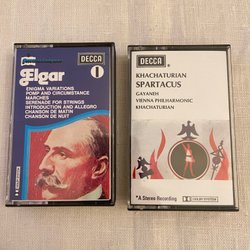 DECCA
Elgar
1
ENIGMA VARIATIONS
POMP AND CIRCUMSTANCE
MARCHES
SERENADE FOR STRINGS
INTRODUCTION AND ALLEGRO
CHANSON DE MATIN
CHANSON DE NUIT
DECCA
KHACHATURIAN
SPARTACUS
GAYANEH
VIENNA PHILHARMONIC
KHACHATURIAN
A Stereo Recording
DOLBY SYSTEM